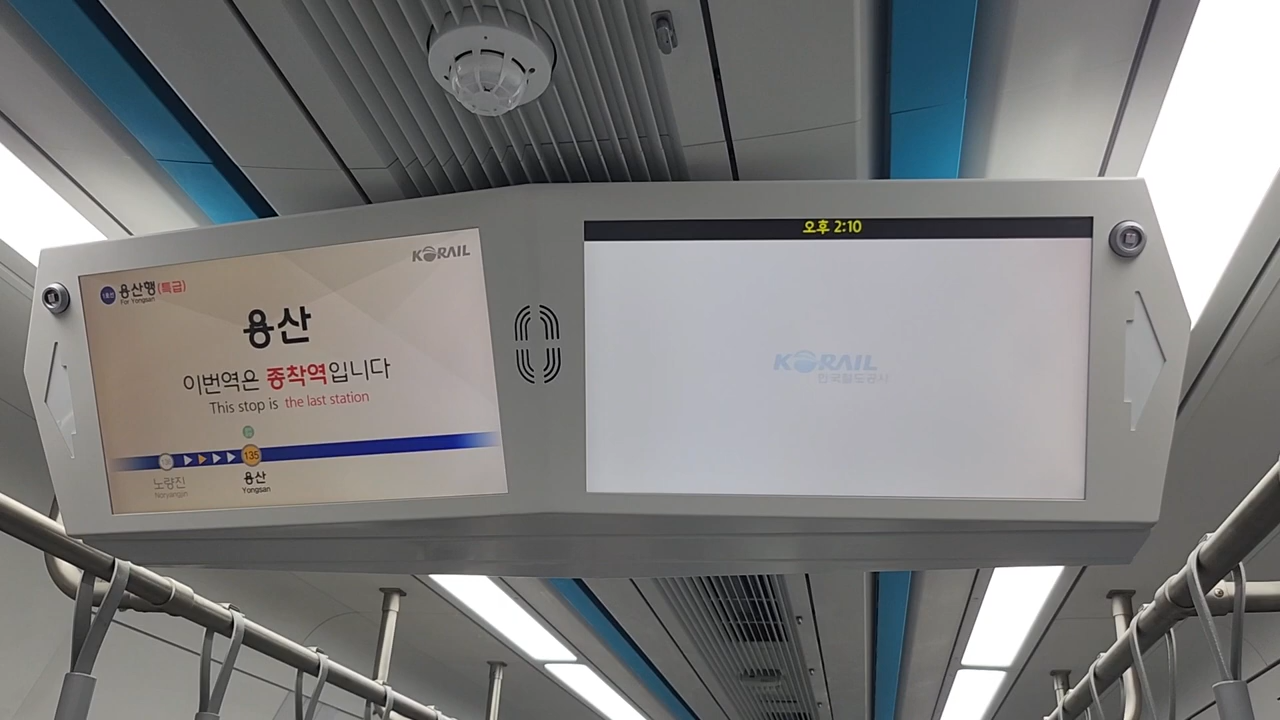 KORAIL
용산행(특급)
For Yongsan
용산
이번역은 종착역입니다
This stop is the last station
135
노량진
Noryangjin
용산
Yongsan
오후 2:10
KORAIL
한국철도공사